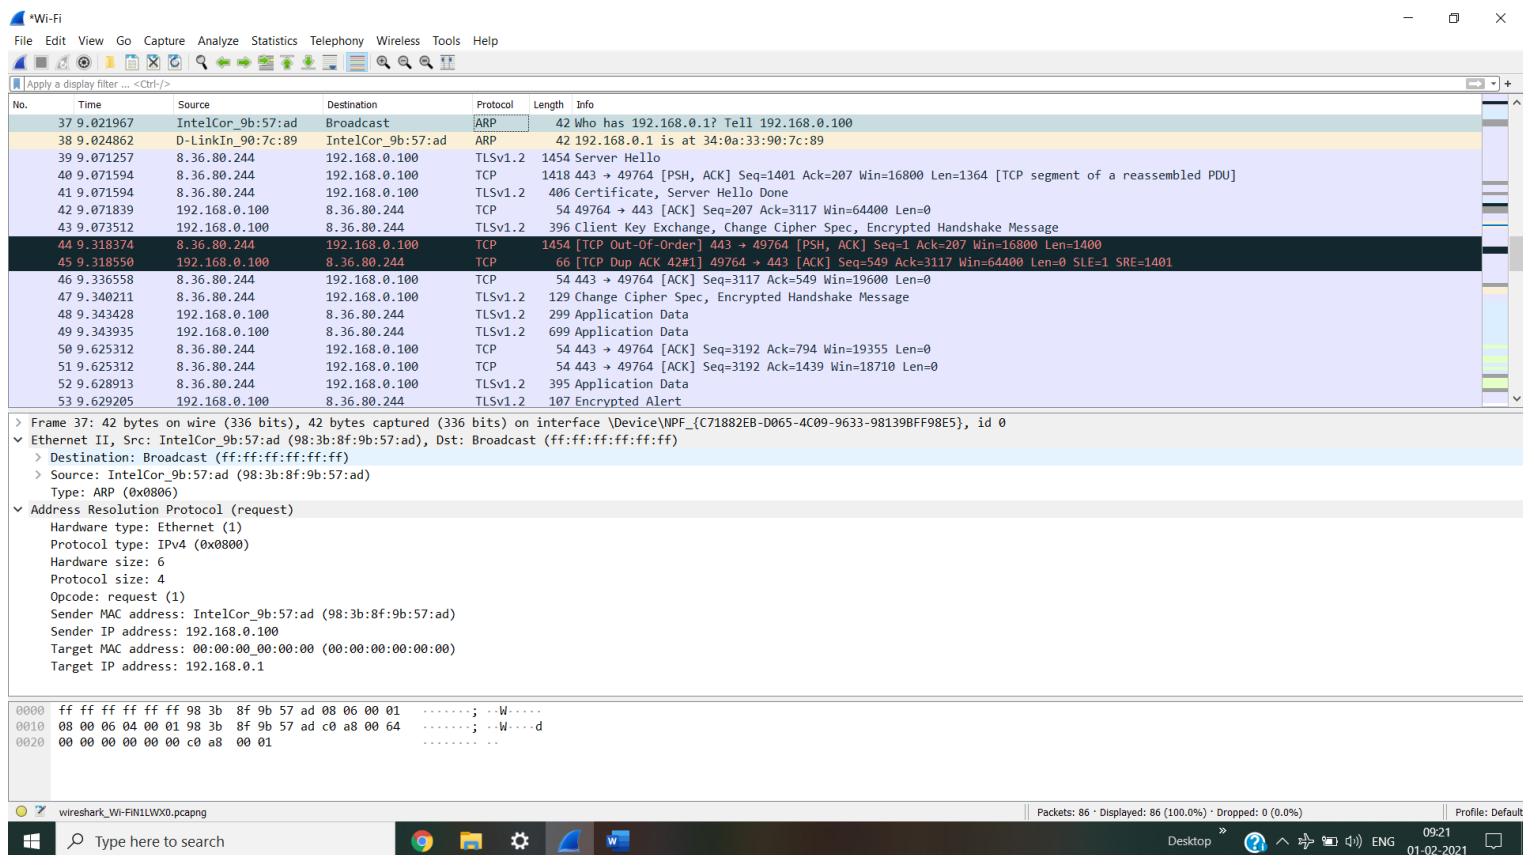 *Wi-Fi
File Edit View Go Capture Analyze Statistics Telephony Wireless Tools Help
Apply a display filter ... <Ctrl-/>
No. Time Source Destination Protocol Length Info
37 9.021967 IntelCor_9b:57:ad Broadcast ARP 42 Who has 192.168.0.1? Tell 192.168.0.100
38 9.024862 D-LinkIn_90:7c:89 IntelCor_9b:57:ad ARP 42 192.168.0.1 is at 34:0a:33:90:7c:89
39 9.071257 8.36.80.244 192.168.0.100 TLSv1.2 1454 Server Hello
40 9.071594 8.36.80.244 192.168.0.100 TCP 1418 443 → 49764 [PSH, ACK] Seq=1401 Ack=207 Win=16800 Len=1364 [TCP segment of a reassembled PDU]
41 9.071594 8.36.80.244 192.168.0.100 TLSv1.2 406 Certificate, Server Hello Done
42 9.071839 192.168.0.100 8.36.80.244 TCP 54 49764 → 443 [ACK] Seq=207 Ack=3117 Win=64400 Len=0
43 9.073512 192.168.0.100 8.36.80.244 TLSv1.2 396 Client Key Exchange, Change Cipher Spec, Encrypted Handshake Message
44 9.318374 8.36.80.244 192.168.0.100 TCP 1454 [TCP Out-Of-Order] 443 → 49764 [PSH, ACK] Seq=1 Ack=207 Win=16800 Len=1400
45 9.318550 192.168.0.100 8.36.80.244 TCP 66 [TCP Dup ACK 42#1] 49764 → 443 [ACK] Seq=549 Ack=3117 Win=64400 Len=0 SLE=1 SRE=1401
46 9.336558 8.36.80.244 192.168.0.100 TCP 54 443 → 49764 [ACK] Seq=3117 Ack=549 Win=19600 Len=0
47 9.340211 8.36.80.244 192.168.0.100 TLSv1.2 129 Change Cipher Spec, Encrypted Handshake Message
48 9.343428 192.168.0.100 8.36.80.244 TLSv1.2 299 Application Data
49 9.343935 192.168.0.100 8.36.80.244 TLSv1.2 699 Application Data
50 9.625312 8.36.80.244 192.168.0.100 TCP 54 443 → 49764 [ACK] Seq=3192 Ack=794 Win=19355 Len=0
51 9.625312 8.36.80.244 192.168.0.100 TCP 54 443 → 49764 [ACK] Seq=3192 Ack=1439 Win=18710 Len=0
52 9.628913 8.36.80.244 192.168.0.100 TLSv1.2 395 Application Data
53 9.629205 192.168.0.100 8.36.80.244 TLSv1.2 107 Encrypted Alert
Frame 37: 42 bytes on wire (336 bits), 42 bytes captured (336 bits) on interface \Device\NPF_{C71882EB-D065-4C09-9633-98139BFF98E5}, id 0
Ethernet II, Src: IntelCor_9b:57:ad (98:3b:8f:9b:57:ad), Dst: Broadcast (ff:ff:ff:ff:ff:ff)
Destination: Broadcast (ff:ff:ff:ff:ff:ff)
Source: IntelCor_9b:57:ad (98:3b:8f:9b:57:ad)
Type: ARP (0x0806)
Address Resolution Protocol (request)
Hardware type: Ethernet (1)
Protocol type: IPv4 (0x0800)
Hardware size: 6
Protocol size: 4
Opcode: request (1)
Sender MAC address: IntelCor_9b:57:ad (98:3b:8f:9b:57:ad)
Sender IP address: 192.168.0.100
Target MAC address: 00:00:00_00:00:00 (00:00:00:00:00:00)
Target IP address: 192.168.0.1
0000 ff ff ff ff ff ff 98 3b 8f 9b 57 ad 08 06 00 01 ·······; ··W·····
0010 08 00 06 04 00 01 98 3b 8f 9b 57 ad c0 a8 00 64 ·······; ··W····d
0020 00 00 00 00 00 00 c0 a8 00 01 ········ ··
wireshark_Wi-FiN1LWX0.pcapng Packets: 86 · Displayed: 86 (100.0%) · Dropped: 0 (0.0%) Profile: Default
Type here to search Desktop » ENG 09:21
01-02-2021